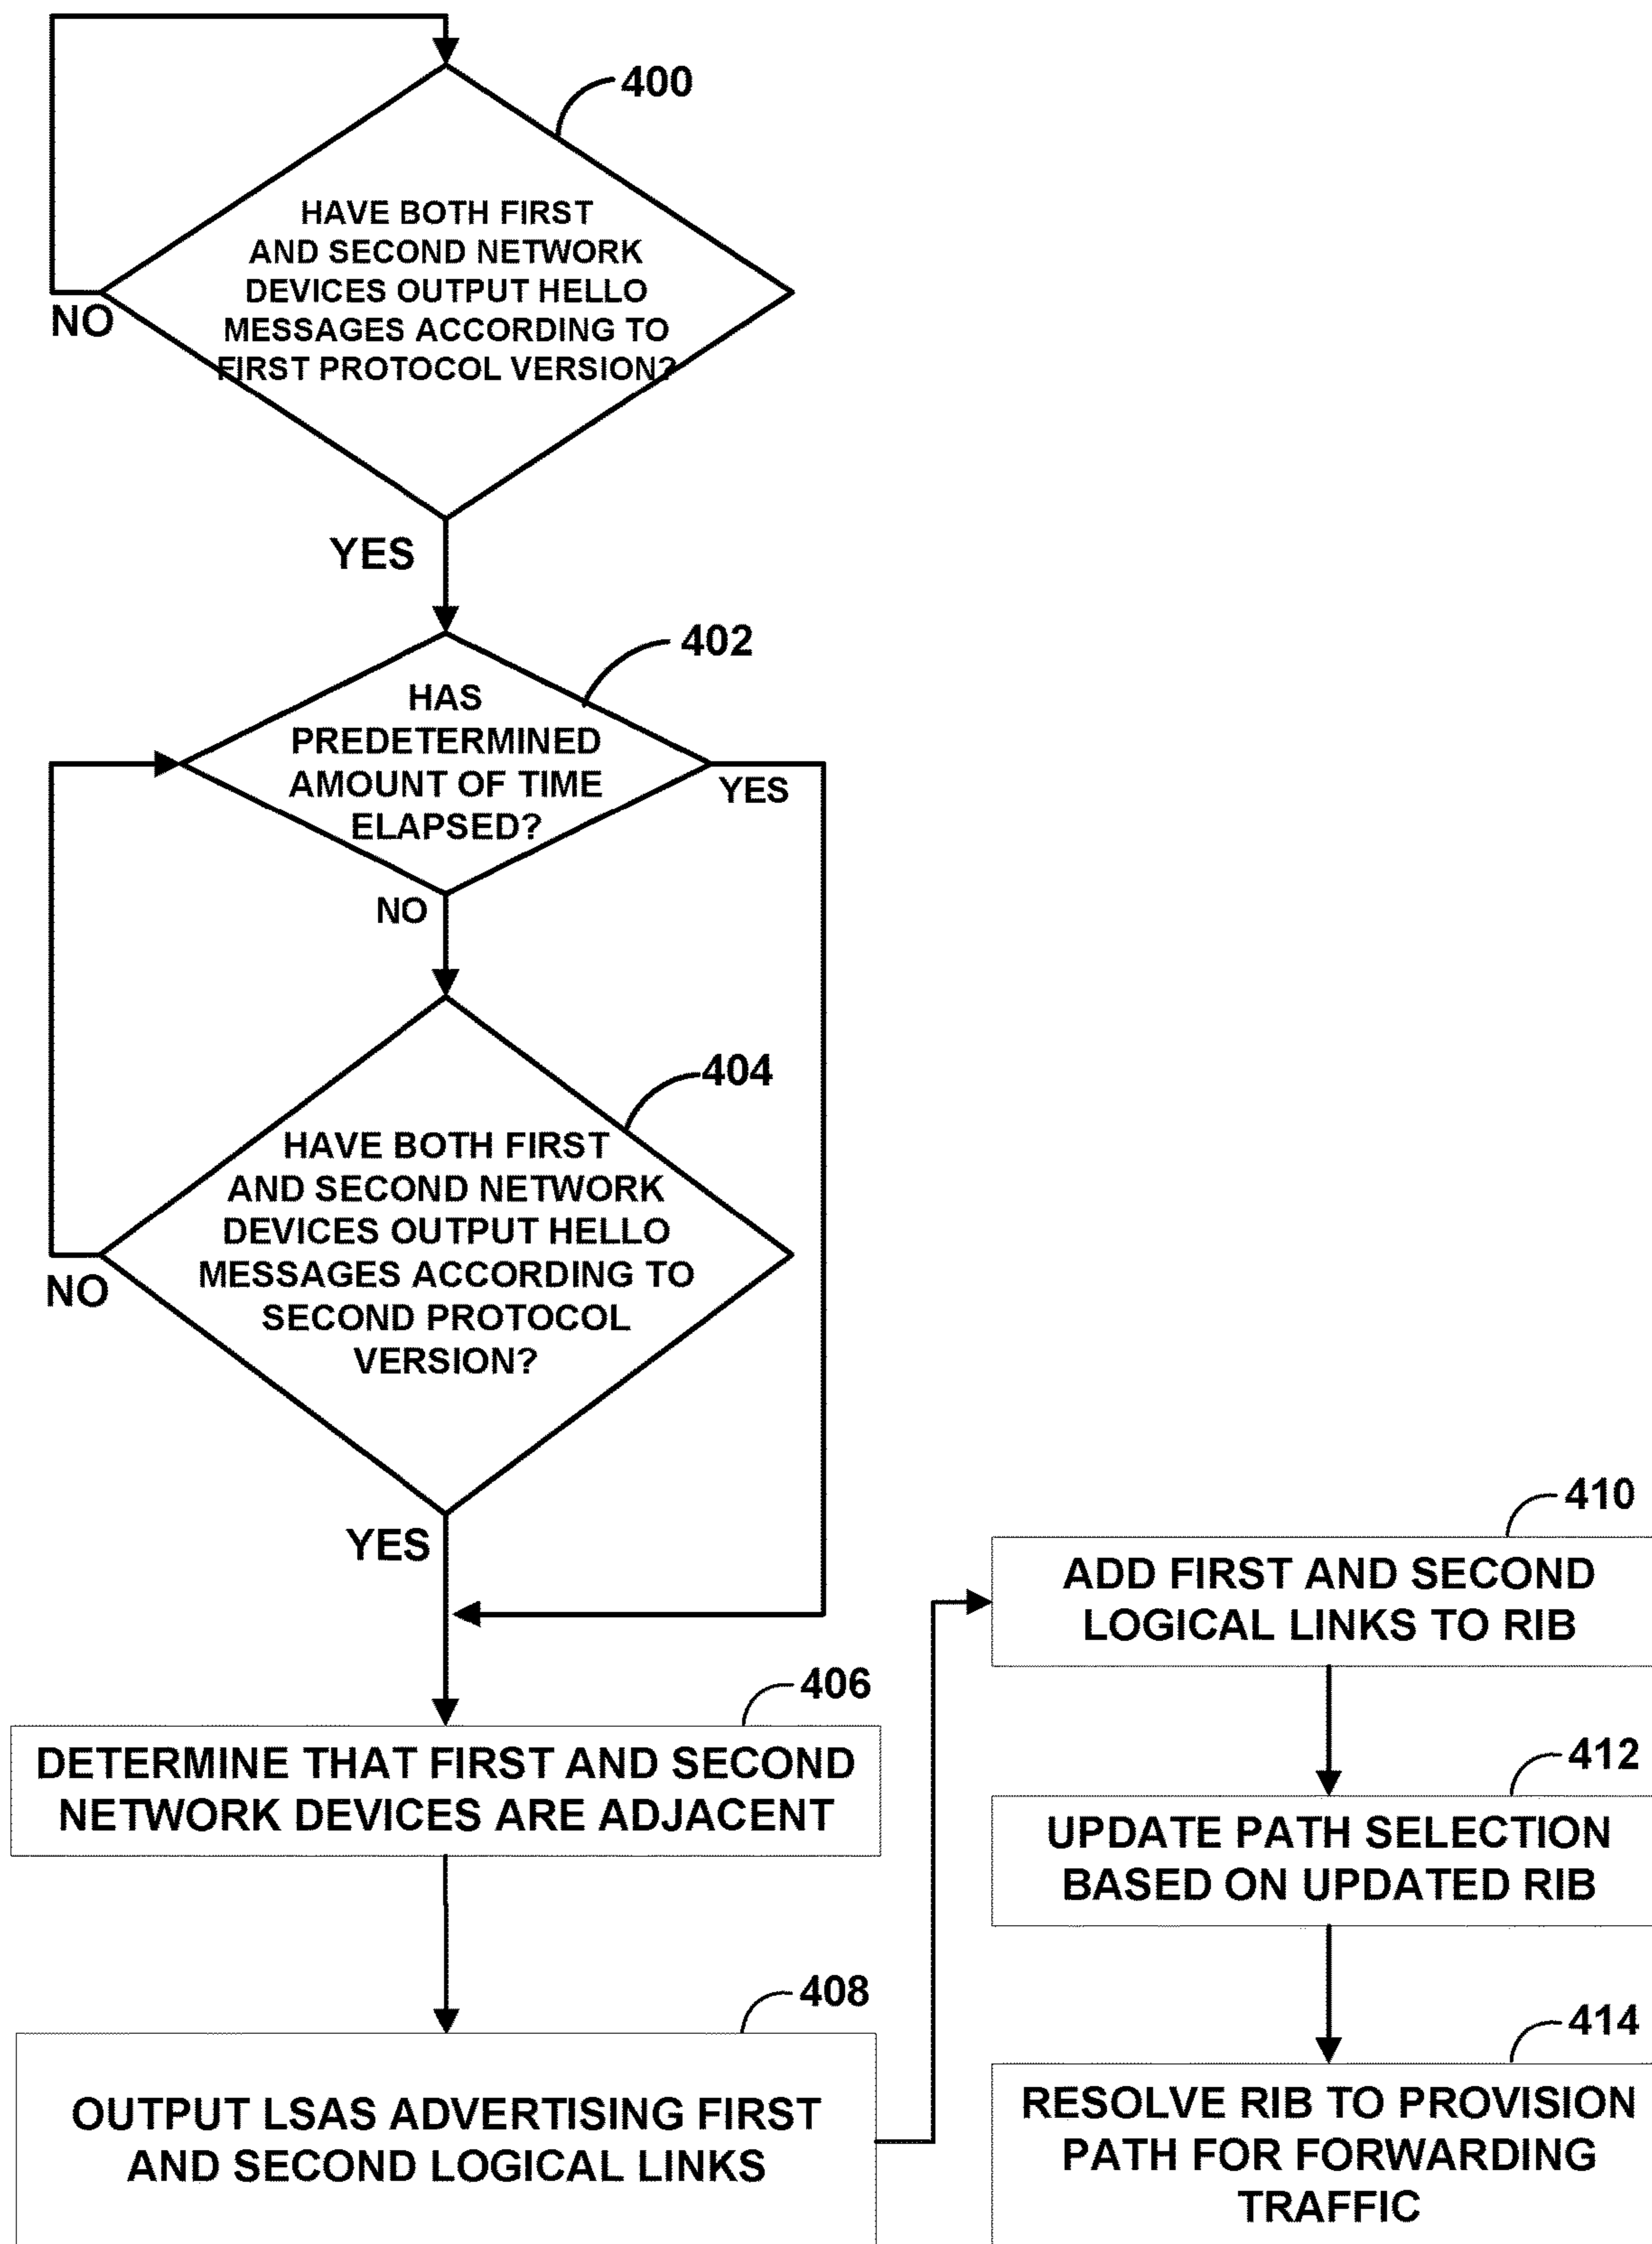 400
HAVE BOTH FIRST
AND SECOND NETWORK
DEVICES OUTPUT HELLO
MESSAGES ACCORDING TO
FIRST PROTOCOL VERSION?
NO
YES
402
HAS
PREDETERMINED
AMOUNT OF TIME
ELAPSED?
YES
NO
404
HAVE BOTH FIRST
AND SECOND NETWORK
DEVICES OUTPUT HELLO
MESSAGES ACCORDING TO
SECOND PROTOCOL
VERSION?
NO
YES
406
DETERMINE THAT FIRST AND SECOND
NETWORK DEVICES ARE ADJACENT
408
OUTPUT LSAS ADVERTISING FIRST
AND SECOND LOGICAL LINKS
410
ADD FIRST AND SECOND
LOGICAL LINKS TO RIB
412
UPDATE PATH SELECTION
BASED ON UPDATED RIB
414
RESOLVE RIB TO PROVISION
PATH FOR FORWARDING
TRAFFIC